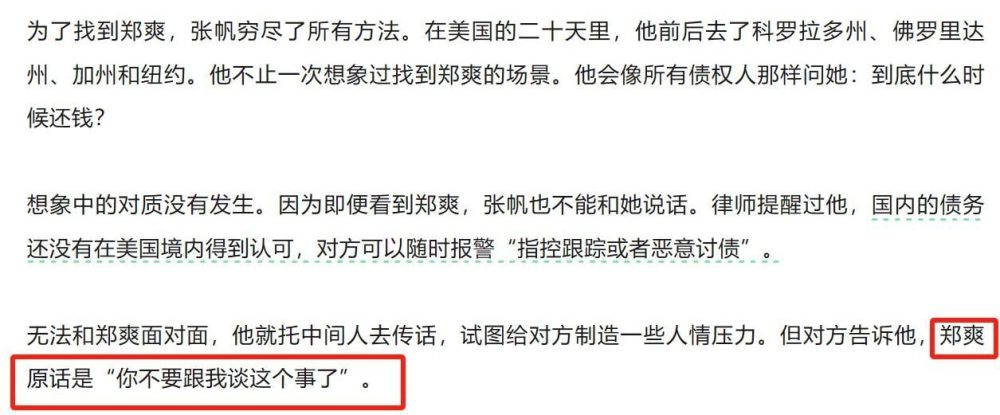 为了找到郑爽，张帆穷尽了所有方法。在美国的二十天里，他前后去了科罗拉多州、佛罗里达
州、加州和纽约。他不止一次想象过找到郑爽的场景。他会像所有债权人那样问她：到底什么时
候还钱？
想象中的对质没有发生。因为即便看到郑爽，张帆也不能和她说话。律师提醒过他，国内的债务
还没有在美国境内得到认可，对方可以随时报警“指控跟踪或者恶意讨债”。
无法和郑爽面对面，他就托中间人去传话，试图给对方制造一些人情压力。但对方告诉他，郑爽
原话是“你不要跟我谈这个事了”。